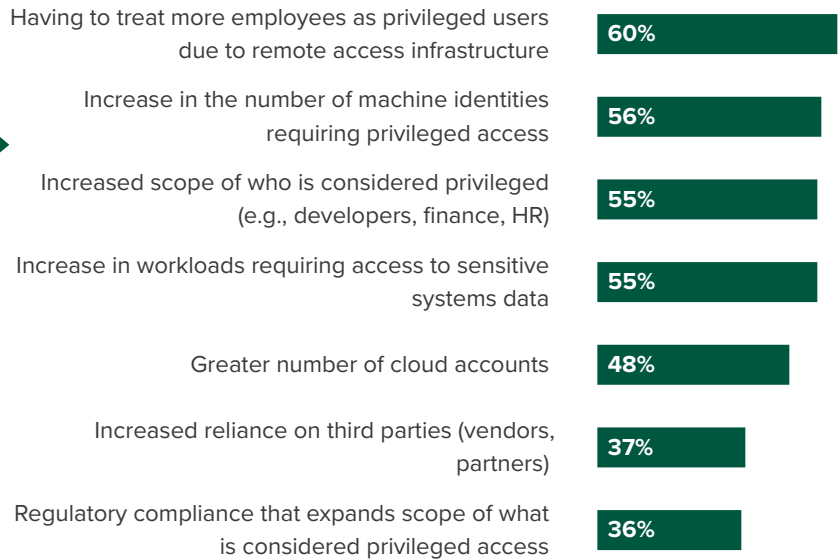 Having to treat more employees as privileged users
due to remote access infrastructure
60%
Increase in the number of machine identities
requiring privileged access
56%
Increased scope of who is considered privileged
(e.g., developers, finance, HR)
55%
Increase in workloads requiring access to sensitive
systems data
55%
Greater number of cloud accounts
48%
Increased reliance on third parties (vendors,
partners)
37%
Regulatory compliance that expands scope of what
is considered privileged access
36%